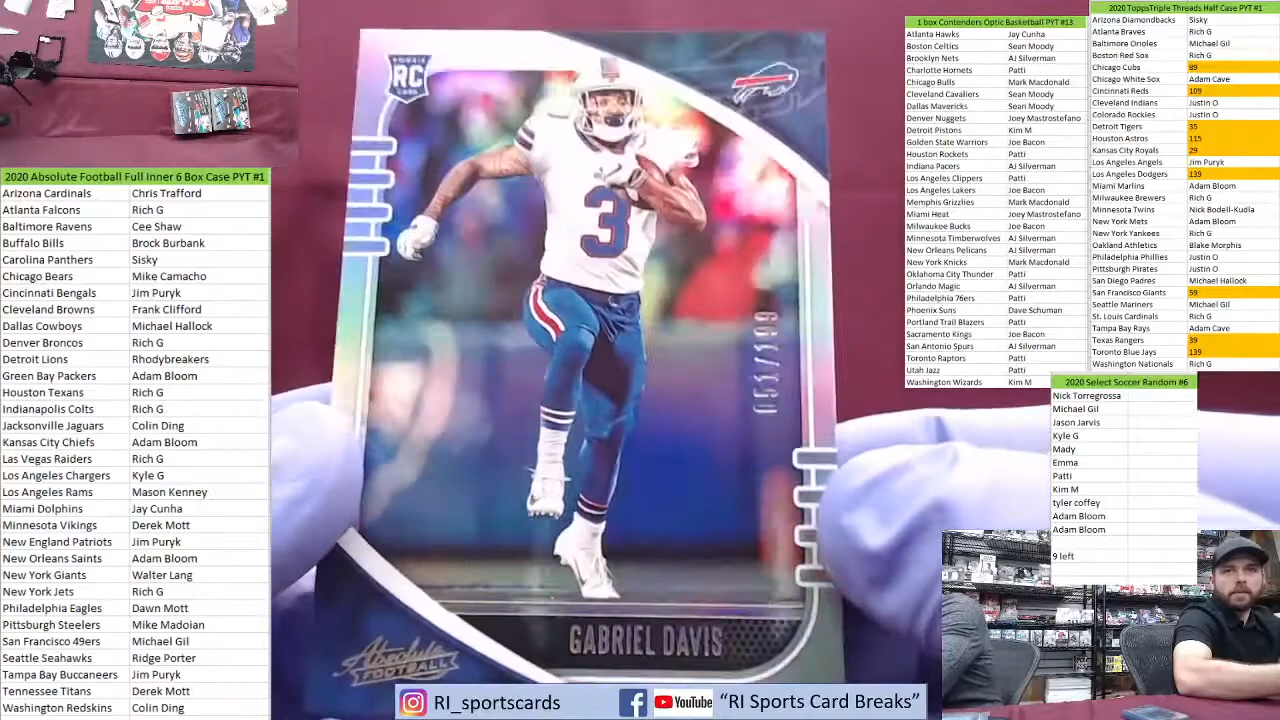 2020 Absolute Football Full Inner 6 Box Case PYT #1
Arizona Cardinals Chris Trafford
Atlanta Falcons Rich G
Baltimore Ravens Cee Shaw
Buffalo Bills Brock Burbank
Carolina Panthers Sisky
Chicago Bears Mike Camacho
Cincinnati Bengals Jim Puryk
Cleveland Browns Frank Clifford
Dallas Cowboys Michael Hallock
Denver Broncos Rich G
Detroit Lions Rhodybreakers
Green Bay Packers Adam Bloom
Houston Texans Rich G
Indianapolis Colts Rich G
Jacksonville Jaguars Colin Ding
Kansas City Chiefs Adam Bloom
Las Vegas Raiders Rich G
Los Angeles Chargers Kyle G
Los Angeles Rams Mason Kenney
Miami Dolphins Jay Cunha
Minnesota Vikings Derek Mott
New England Patriots Jim Puryk
New Orleans Saints Adam Bloom
New York Giants Walter Lang
New York Jets Rich G
Philadelphia Eagles Dawn Mott
Pittsburgh Steelers Mike Madoian
San Francisco 49ers Michael Gil
Seattle Seahawks Ridge Porter
Tampa Bay Buccaneers Jim Puryk
Tennessee Titans Derek Mott
Washington Redskins Colin Ding
RC
3
051/109
GABRIEL DAVIS
Absolute
FOOTBALL
RI_sportscards
YouTube
"RI Sports Card Breaks"
1 box Contenders Optic Basketball PYT #13
Atlanta Hawks Jay Cunha
Boston Celtics Sean Moody
Brooklyn Nets AJ Silverman
Charlotte Hornets Patti
Chicago Bulls Mark Macdonald
Cleveland Cavaliers Sean Moody
Dallas Mavericks Sean Moody
Denver Nuggets Joey Mastrostefano
Detroit Pistons Kim M
Golden State Warriors Joe Bacon
Houston Rockets Patti
Indiana Pacers AJ Silverman
Los Angeles Clippers Patti
Los Angeles Lakers Joe Bacon
Memphis Grizzlies Mark Macdonald
Miami Heat Joey Mastrostefano
Milwaukee Bucks Joe Bacon
Minnesota Timberwolves AJ Silverman
New Orleans Pelicans AJ Silverman
New York Knicks Mark Macdonald
Oklahoma City Thunder Patti
Orlando Magic AJ Silverman
Philadelphia 76ers Patti
Phoenix Suns Dave Schuman
Portland Trail Blazers Patti
Sacramento Kings Joe Bacon
San Antonio Spurs AJ Silverman
Toronto Raptors Patti
Utah Jazz Patti
Washington Wizards Kim M
2020 ToppsTriple Threads Half Case PYT #1
Arizona Diamondbacks Sisky
Atlanta Braves Rich G
Baltimore Orioles Michael Gil
Boston Red Sox Rich G
Chicago Cubs 89
Chicago White Sox Adam Cave
Cincinnati Reds 109
Cleveland Indians Justin O
Colorado Rockies Justin O
Detroit Tigers 35
Houston Astros 115
Kansas City Royals 29
Los Angeles Angels Jim Puryk
Los Angeles Dodgers 139
Miami Marlins Adam Bloom
Milwaukee Brewers Rich G
Minnesota Twins Nick Bodell-Kudla
New York Mets Adam Bloom
New York Yankees Rich G
Oakland Athletics Blake Morphis
Philadelphia Phillies Justin O
Pittsburgh Pirates Justin O
San Diego Padres Michael Hallock
San Francisco Giants 59
Seattle Mariners Michael Gil
St. Louis Cardinals Rich G
Tampa Bay Rays Adam Cave
Texas Rangers 39
Toronto Blue Jays 139
Washington Nationals Rich G
2020 Select Soccer Random #6
Nick Torregrossa
Michael Gil
Jason Jarvis
Kyle G
Mady
Emma
Patti
Kim M
tyler coffey
Adam Bloom
Adam Bloom
9 left